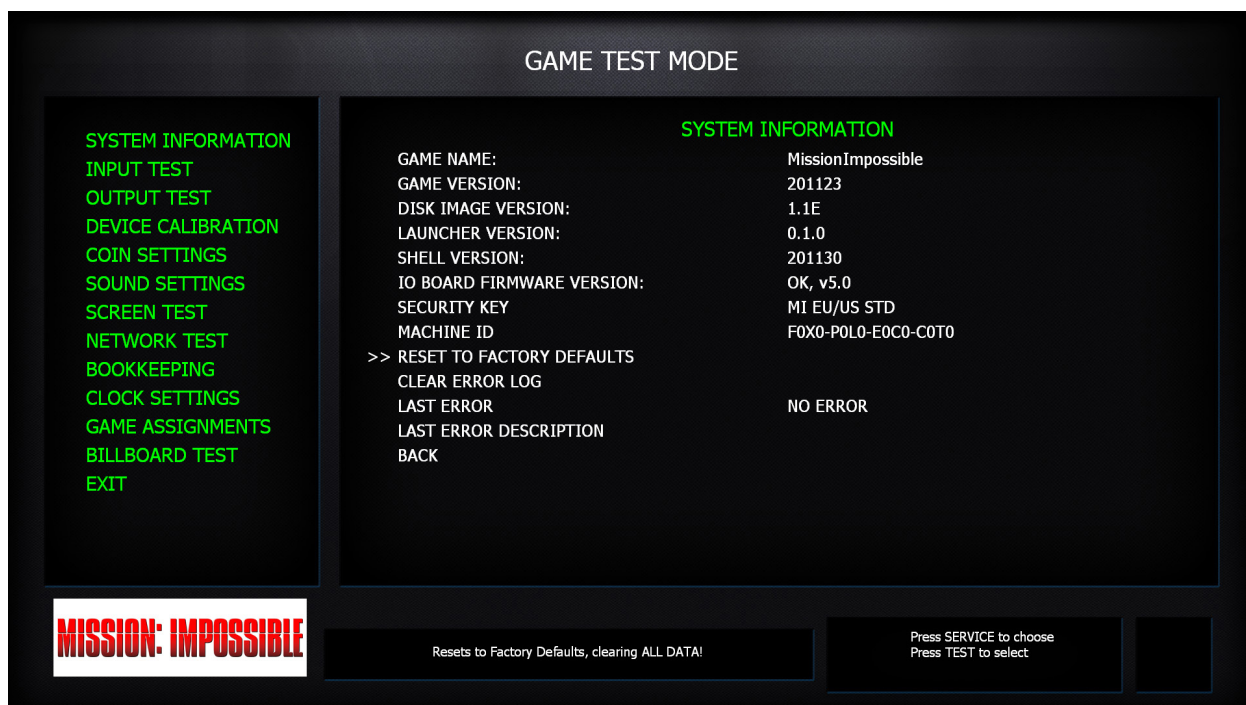 GAME TEST MODE
SYSTEM INFORMATION
INPUT TEST
OUTPUT TEST
DEVICE CALIBRATION
COIN SETTINGS
SOUND SETTINGS
SCREEN TEST
NETWORK TEST
BOOKKEEPING
CLOCK SETTINGS
GAME ASSIGNMENTS
BILLBOARD TEST
EXIT
SYSTEM INFORMATION
GAME NAME: MissionImpossible
GAME VERSION: 201123
DISK IMAGE VERSION: 1.1E
LAUNCHER VERSION: 0.1.0
SHELL VERSION: 201130
IO BOARD FIRMWARE VERSION: OK, v5.0
SECURITY KEY MI EU/US STD
MACHINE ID F0X0-P0L0-E0C0-C0T0
>> RESET TO FACTORY DEFAULTS
CLEAR ERROR LOG
LAST ERROR NO ERROR
LAST ERROR DESCRIPTION
BACK
MISSION: IMPOSSIBLE
Resets to Factory Defaults, clearing ALL DATA!
Press SERVICE to choose
Press TEST to select